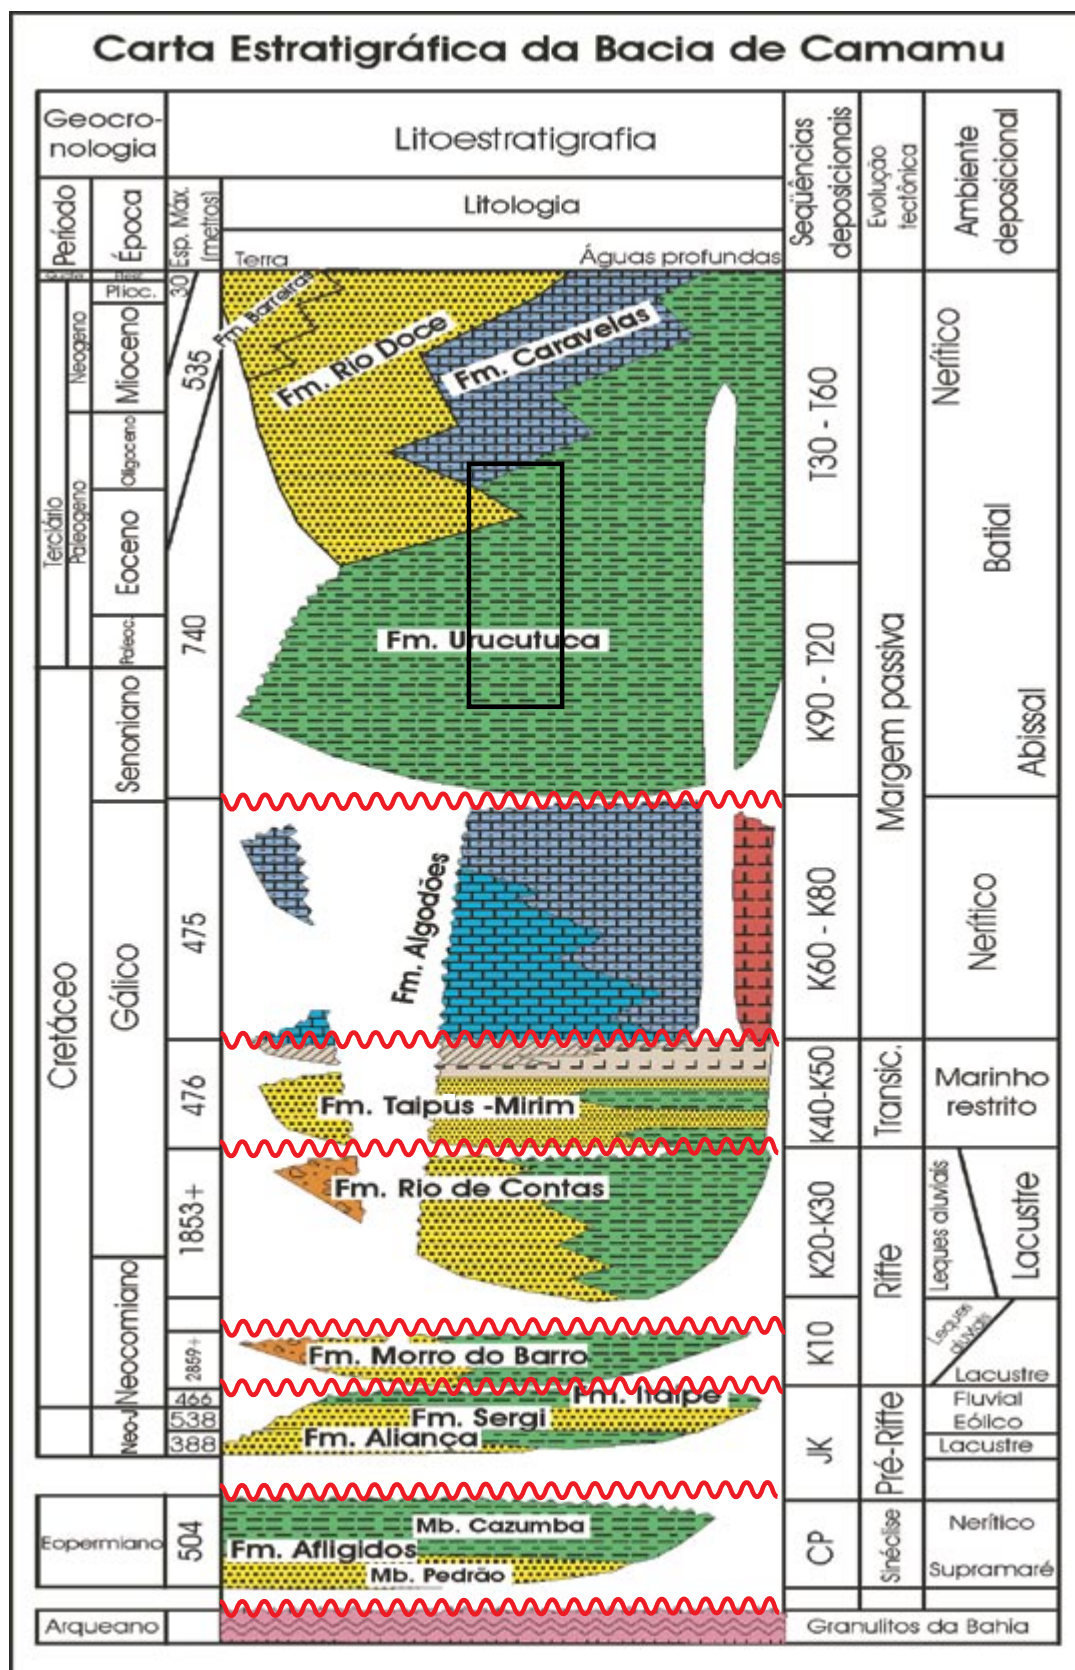 Carta Estratigráfica da Bacia de Camamu
Geocro-
nologia
Litoestratigrafia
Seqüências
deposicionais
Evolução
tectônica
Ambiente
deposicional
Período
Época
Esp. Máx.
(metros)
Litologia
Terra
Águas profundas
Plioc.
30
Fm. Barreiras
Neogeno
Mioceno
535
Fm. Rio Doce
Fm. Caravelas
T30 - T60
Nerítico
Terciário
Paleogeno
Oligoceno
Eoceno
Batial
Paleoc.
740
Fm. Urucutuca
K90 - T20
Margem passiva
Senoniano
Abissal
Cretáceo
Gálico
475
Fm. Algodões
K60 - K80
Nerítico
476
Fm. Taipus -Mirim
K40-K50
Transic.
Marinho
restrito
1853+
Fm. Rio de Contas
K20-K30
Rifte
Leques aluviais
Lacustre
Neocomiano
2859+
Fm. Morro do Barro
K10
Leques
aluviais
Lacustre
466
Fm. Itaípe
Fluvial
Neo-J
538
Fm. Sergi
JK
Pré-Rifte
Eólico
388
Fm. Aliança
Lacustre
Eopermiano
504
Mb. Cazumba
Fm. Afligidos
Mb. Pedrão
CP
Sinéclise
Nerítico
Supramaré
Arqueano
Granulitos da Bahia